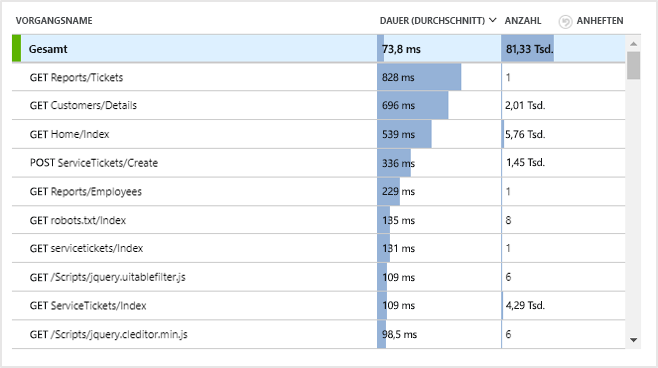 VORGANGSNAME DAUER (DURCHSCHNITT) ANZAHL ANHEFTEN
Gesamt 73,8 ms 81,33 Tsd.
GET Reports/Tickets 828 ms 1
GET Customers/Details 696 ms 2,01 Tsd.
GET Home/Index 539 ms 5,76 Tsd.
POST ServiceTickets/Create 336 ms 1,45 Tsd.
GET Reports/Employees 229 ms 1
GET robots.txt/Index 135 ms 8
GET servicetickets/Index 131 ms 1
GET /Scripts/jquery.uitablefilter.js 109 ms 6
GET ServiceTickets/Index 109 ms 4,29 Tsd.
GET /Scripts/jquery.cleditor.min.js 98,5 ms 6